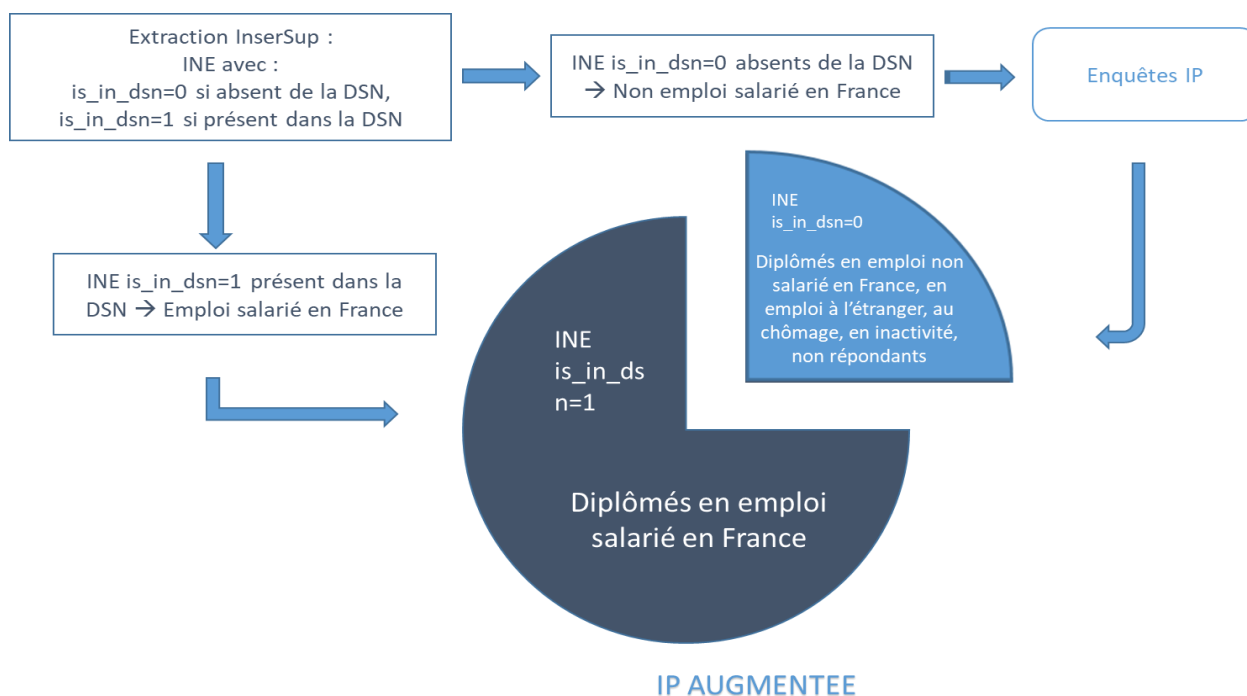 Extraction InserSup :
INE avec :
is_in_dsn=0 si absent de la DSN,
is_in_dsn=1 si présent dans la DSN
INE is_in_dsn=0 absents de la DSN
→ Non emploi salarié en France
Enquêtes IP
INE is_in_dsn=1 présent dans la
DSN → Emploi salarié en France
INE
is_in_dsn=0
Diplômés en emploi non
salarié en France, en
emploi à l’étranger, au
chômage, en inactivité,
non répondants
INE
is_in_ds
n=1
Diplômés en emploi
salarié en France
IP AUGMENTEE